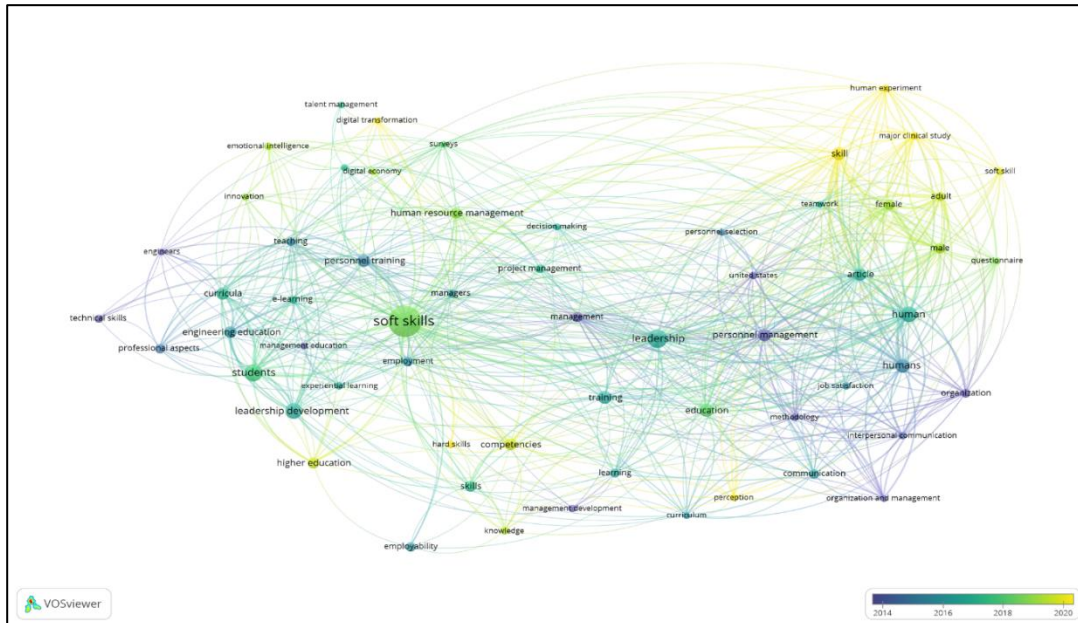 human experiment
talent management
digital transformation
major clinical study
emotional intelligence
surveys
skill
digital economy
soft skill
innovation
adult
teamwork
female
human resource management
decision making
personnel selection
teaching
engineers
male
personnel training
project management
united states
article
questionnaire
curricula
e-learning
managers
technical skills
soft skills
management
human
engineering education
leadership
personnel management
management education
professional aspects
employment
humans
students
experiential learning
job satisfaction
organization
training
leadership development
education
methodology
hard skills
competencies
interpersonal communication
higher education
learning
communication
skills
perception
organization and management
management development
curriculum
knowledge
employability
VOSviewer
2014 2016 2018 2020